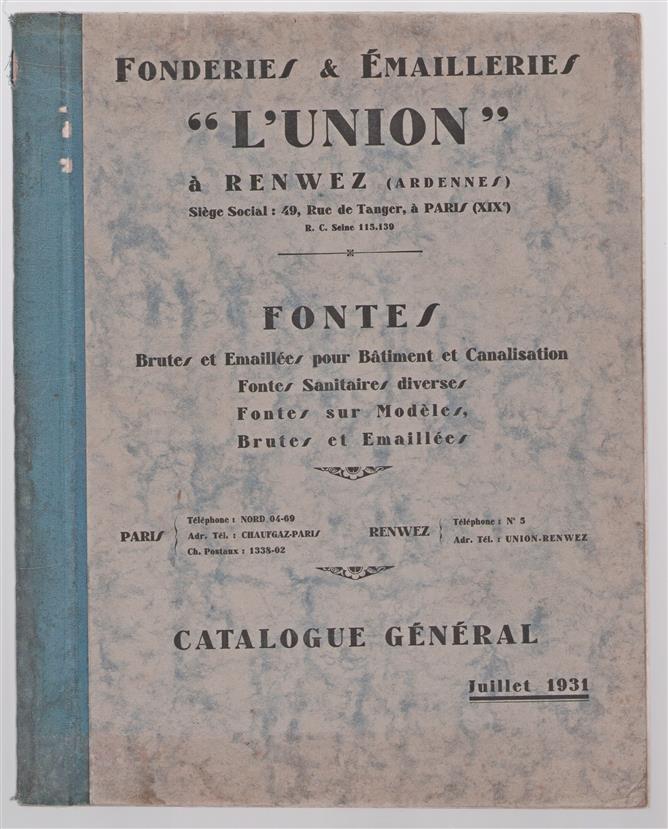 FONDERIES & ÉMAILLERIES
"L'UNION"
à RENWEZ (ARDENNES)
Siège Social : 49, Rue de Tanger, à PARIS (XIXᵉ)
R. C. Seine 115.139
FONTES
Brutes et Emaillées pour Bâtiment et Canalisation
Fontes Sanitaires diverses
Fontes sur Modèles,
Brutes et Emaillées
PARIS
Téléphone : NORD 04-69
Adr. Tél. : CHAUFGAZ-PARIS
Ch. Postaux : 1338-02
RENWEZ
Téléphone : N° 5
Adr. Tél. : UNION-RENWEZ
CATALOGUE GÉNÉRAL
Juillet 1931